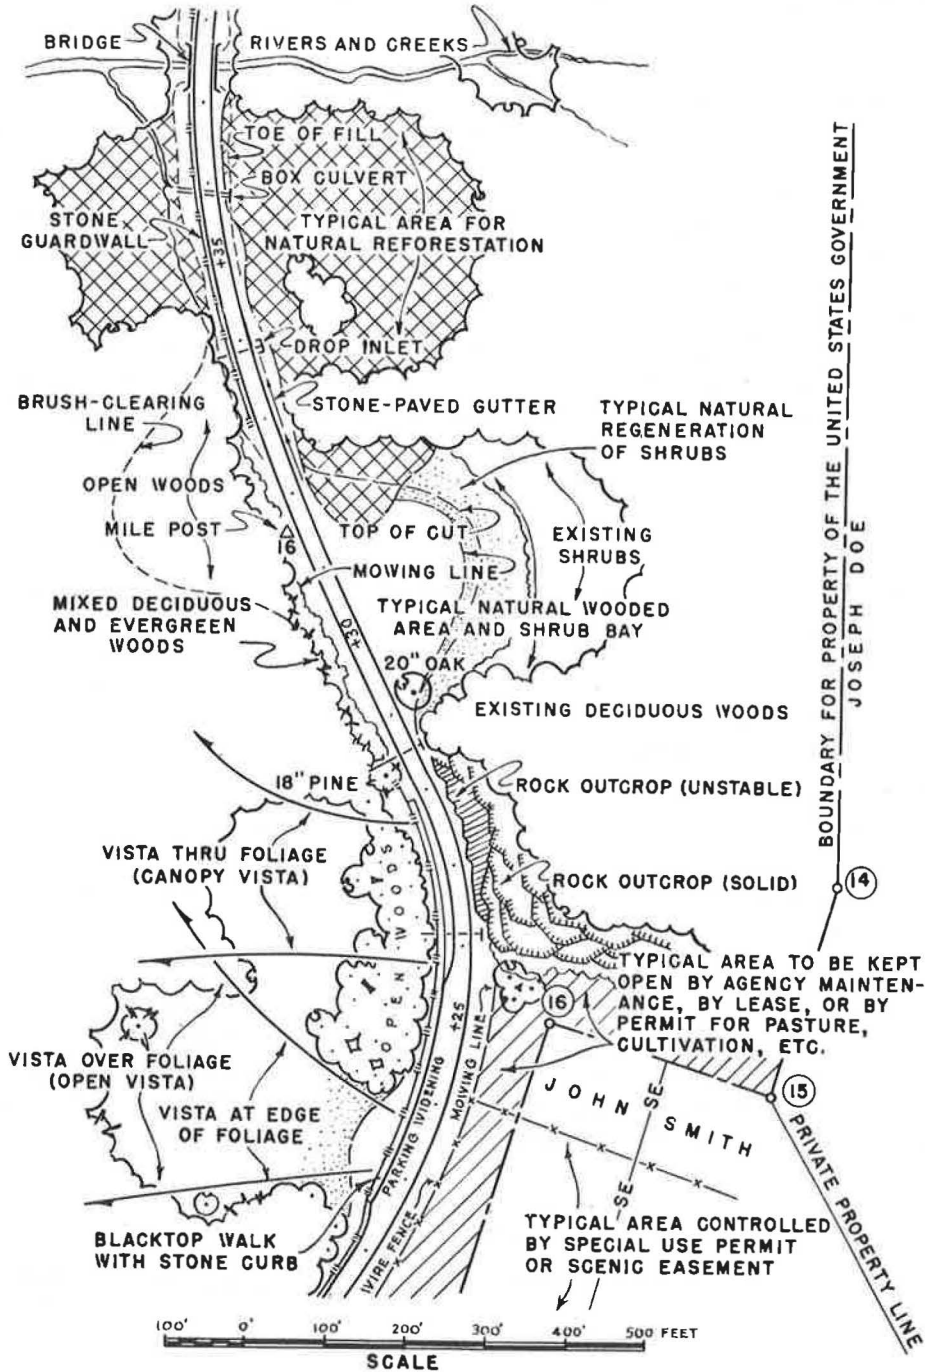 BRIDGE
RIVERS AND CREEKS
TOE OF FILL
BOX CULVERT
STONE
GUARDWALL
TYPICAL AREA FOR
NATURAL REFORESTATION
+35
DROP INLET
BRUSH-CLEARING
LINE
STONE-PAVED GUTTER
TYPICAL NATURAL
REGENERATION
OF SHRUBS
OPEN WOODS
MILE POST
16
TOP OF CUT
EXISTING
SHRUBS
MOWING LINE
MIXED DECIDUOUS
AND EVERGREEN
WOODS
TYPICAL NATURAL WOODED
AREA AND SHRUB BAY
+30
20" OAK
EXISTING DECIDUOUS WOODS
BOUNDARY FOR PROPERTY OF THE UNITED STATES GOVERNMENT
JOSEPH DOE
18" PINE
ROCK OUTCROP (UNSTABLE)
VISTA THRU FOLIAGE
(CANOPY VISTA)
OPEN WOODS
ROCK OUTCROP (SOLID)
14
TYPICAL AREA TO BE KEPT
OPEN BY AGENCY MAINTEN-
ANCE, BY LEASE, OR BY
PERMIT FOR PASTURE,
CULTIVATION, ETC.
16
+25
MOWING LINE
VISTA OVER FOLIAGE
(OPEN VISTA)
VISTA AT EDGE
OF FOLIAGE
PARKING WIDENING
JOHN SMITH
SE
SE
15
PRIVATE PROPERTY LINE
BLACKTOP WALK
WITH STONE CURB
WIRE FENCE
TYPICAL AREA CONTROLLED
BY SPECIAL USE PERMIT
OR SCENIC EASEMENT
100' 0' 100' 200' 300' 400' 500 FEET
SCALE